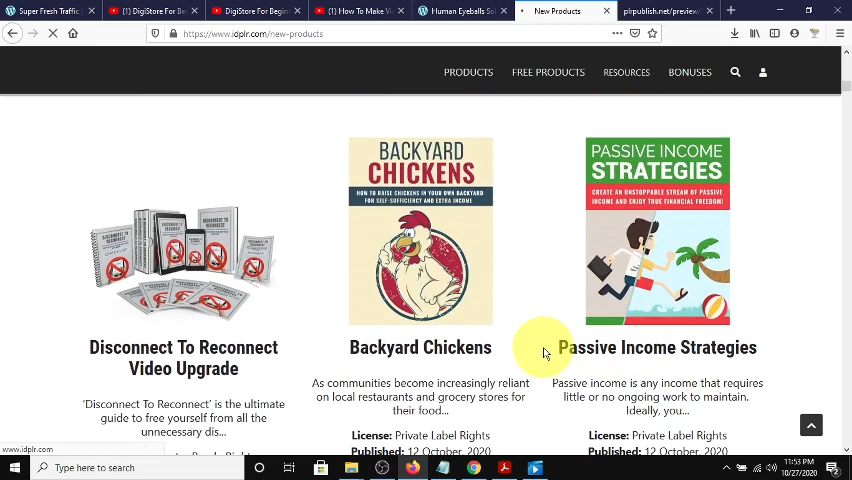 Super Fresh Traffic
(1) DigiStore For Be
DigiStore For Begin
(1) How To Make Vi
Human Eyeballs Sol
New Products
plrpublish.net/preview/
https://www.idplr.com/new-products
PRODUCTS
FREE PRODUCTS
RESOURCES
BONUSES
BACKYARD
CHICKENS
HOW TO RAISE CHICKENS IN YOUR OWN BACKYARD
FOR SELF-SUFFICIENCY AND EXTRA INCOME
PASSIVE INCOME
STRATEGIES
CREATE AN UNSTOPPABLE STREAM OF PASSIVE
INCOME AND ENJOY TRUE FINANCIAL FREEDOM!
Disconnect To Reconnect
Video Upgrade
Backyard Chickens
Passive Income Strategies
'Disconnect To Reconnect' is the ultimate
guide to free yourself from all the
unnecessary dis...
As communities become increasingly reliant
on local restaurants and grocery stores for
their food...
Passive income is any income that requires
little or no ongoing work to maintain.
Ideally, you...
License: Private Label Rights
Published: 12 October, 2020
License: Private Label Rights
Published: 12 October, 2020
www.idplr.com
Type here to search
11:53 PM
10/27/2020
2